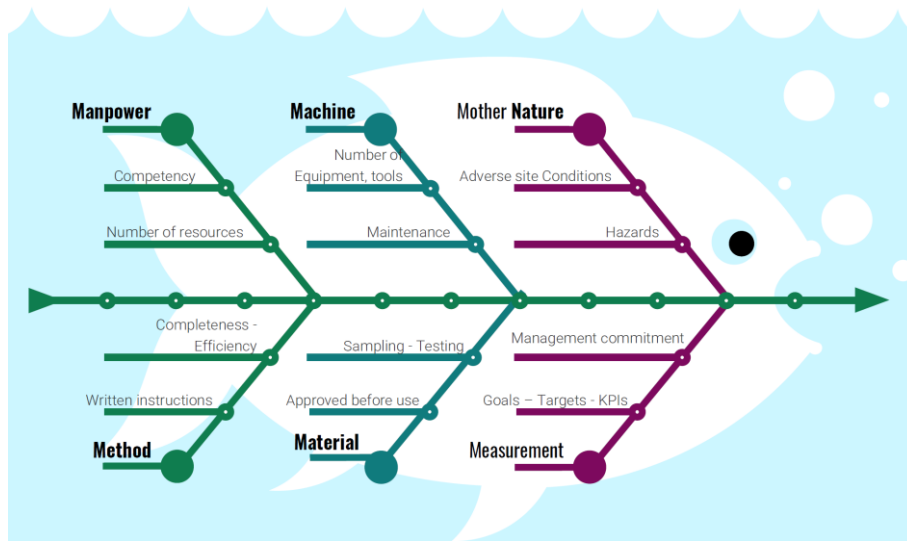 Manpower
Machine
Mother Nature
Number of
Equipment, tools
Competency
Adverse site Conditions
Number of resources
Maintenance
Hazards
Completeness -
Efficiency
Sampling - Testing
Management commitment
Written instructions
Approved before use
Goals – Targets - KPIs
Method
Material
Measurement